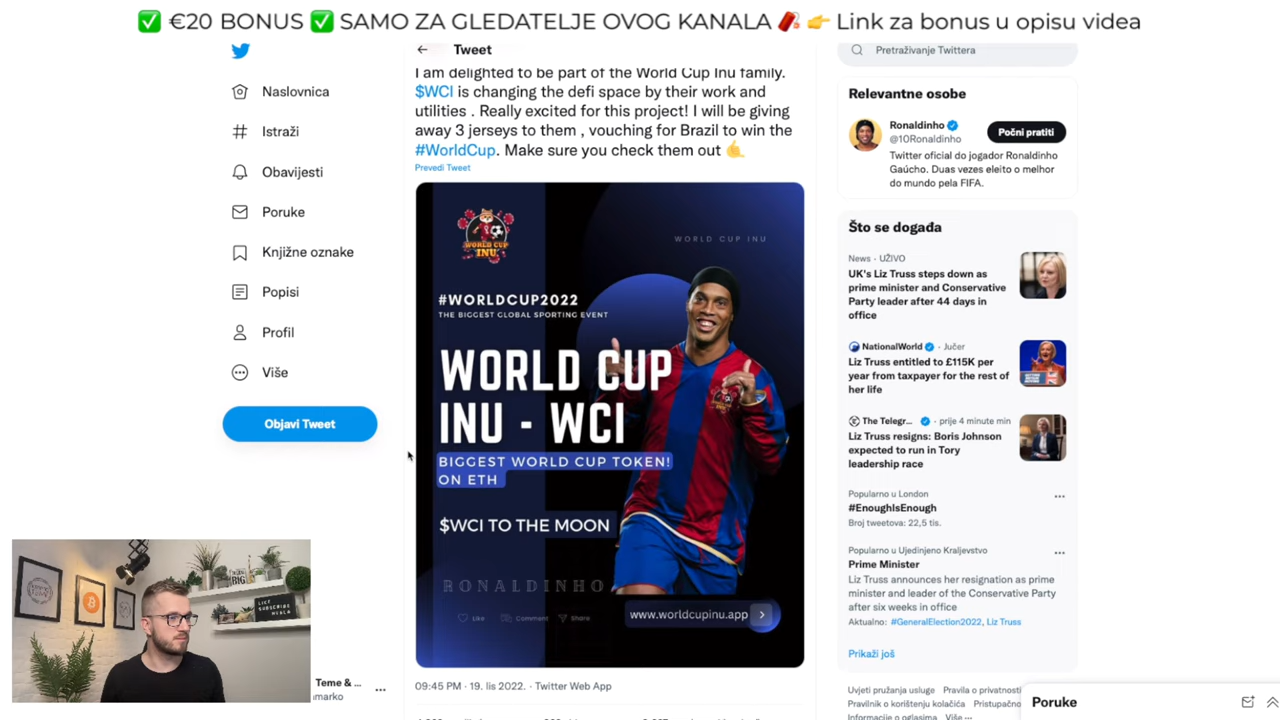 ✅ €20 BONUS ✅ SAMO ZA GLEDATELJE OVOG KANALA 🧧 👉 Link za bonus u opisu videa
Naslovnica
Istraži
Obavijesti
Poruke
Knjižne oznake
Popisi
Profil
Više
Objavi Tweet
Teme & ...
amarko
Tweet
I am delighted to be part of the World Cup Inu family.
$WCI is changing the defi space by their work and
utilities . Really excited for this project! I will be giving
away 3 jerseys to them , vouching for Brazil to win the
#WorldCup. Make sure you check them out 🤙
Prevedi Tweet
WORLD CUP
INU
WORLD CUP INU
#WORLDCUP2022
THE BIGGEST GLOBAL SPORTING EVENT
WORLD CUP
INU - WCI
BIGGEST WORLD CUP TOKEN!
ON ETH
$WCI TO THE MOON
RONALDINHO
Like Comment Share
www.worldcupinu.app
09:45 PM · 19. lis 2022. · Twitter Web App
Pretraživanje Twittera
Relevantne osobe
Ronaldinho
@10Ronaldinho
Počni pratiti
Twitter oficial do jogador Ronaldinho
Gaúcho. Duas vezes eleito o melhor
do mundo pela FIFA.
Što se događa
News · UŽIVO
UK's Liz Truss steps down as
prime minister and Conservative
Party leader after 44 days in
office
NationalWorld · Jučer
Liz Truss entitled to £115K per
year from taxpayer for the rest of
her life
The Telegr... · prije 4 minute min
Liz Truss resigns: Boris Johnson
expected to run in Tory
leadership race
Popularno u London
#EnoughIsEnough
Broj tweetova: 22,5 tis.
Popularno u Ujedinjeno Kraljevstvo
Prime Minister
Liz Truss announces her resignation as prime
minister and leader of the Conservative Party
after six weeks in office
Aktualno: #GeneralElection2022, Liz Truss
Prikaži još
Uvjeti pružanja usluge Pravila o privatnosti
Pravilnik o korištenju kolačića Pristupačno
Informacije o oglasima Više ...
Poruke